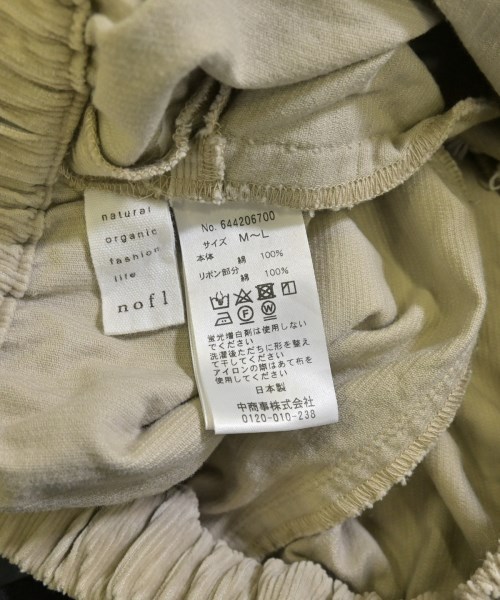 natural
organic
fashion
life
nofl
No. 644206700
サイズ M～L
本体 綿 100%
リボン部分 綿 100%
蛍光増白剤は使用しない
でください
洗濯後ただちに形を整え
て干してください
アイロンの際はあて布を
使用してください
日本製
中商事株式会社
0120-010-238